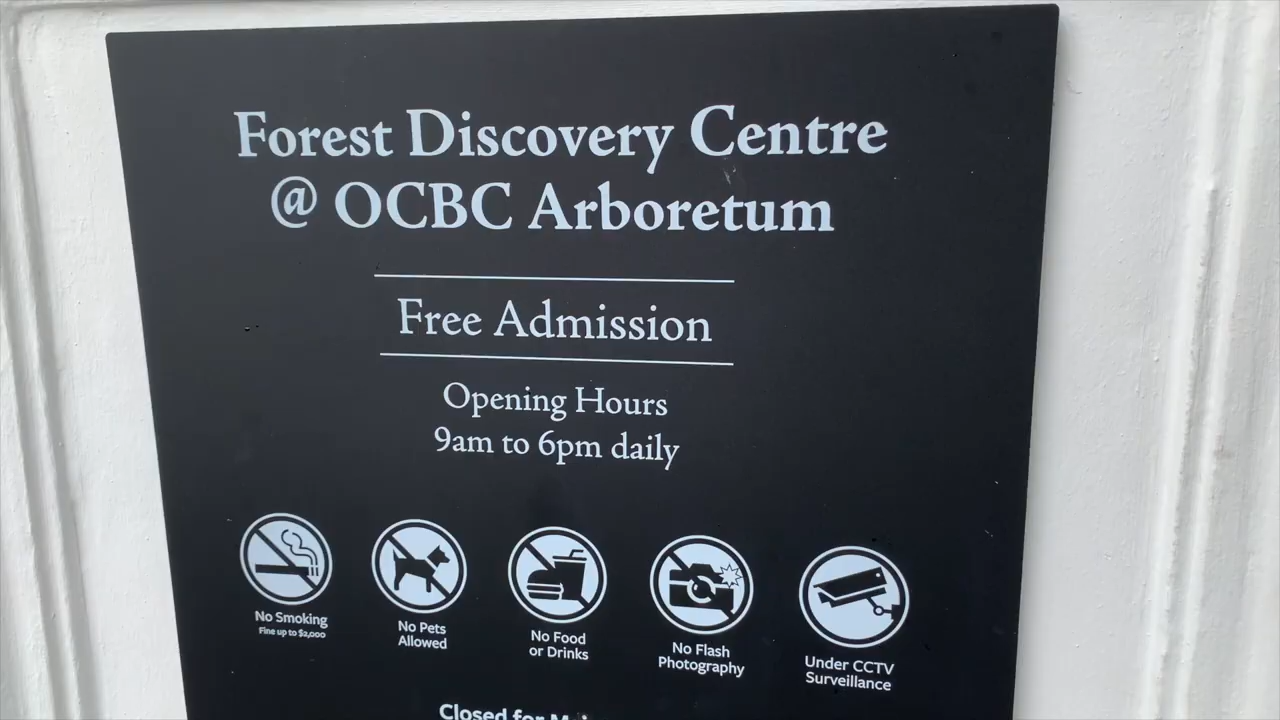 Forest Discovery Centre
@ OCBC Arboretum
Free Admission
Opening Hours
9am to 6pm daily
No Smoking
Fine up to $2,000
No Pets
Allowed
No Food
or Drinks
No Flash
Photography
Under CCTV
Surveillance
Closed for